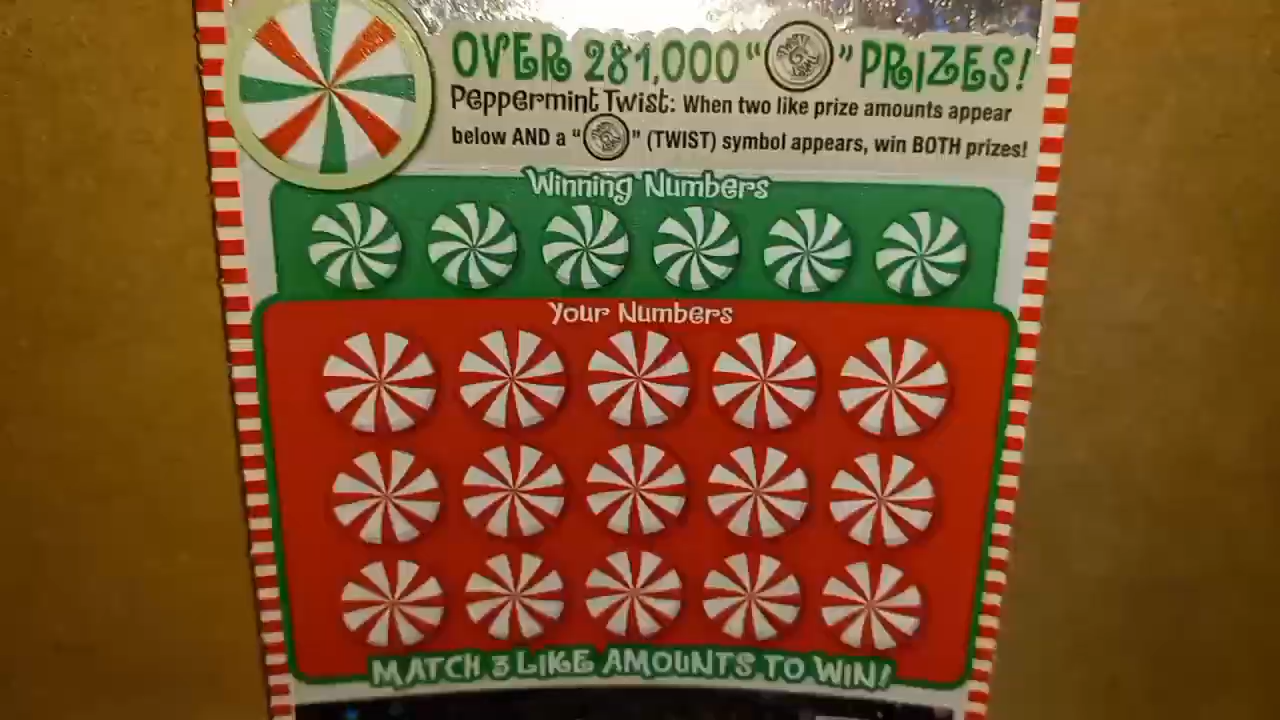 OVER 281,000 “ ” PRIZES!
Peppermint Twist: When two like prize amounts appear
below AND a “ ” (TWIST) symbol appears, win BOTH prizes!
Winning Numbers
Your Numbers
MATCH 3 LIKE AMOUNTS TO WIN!